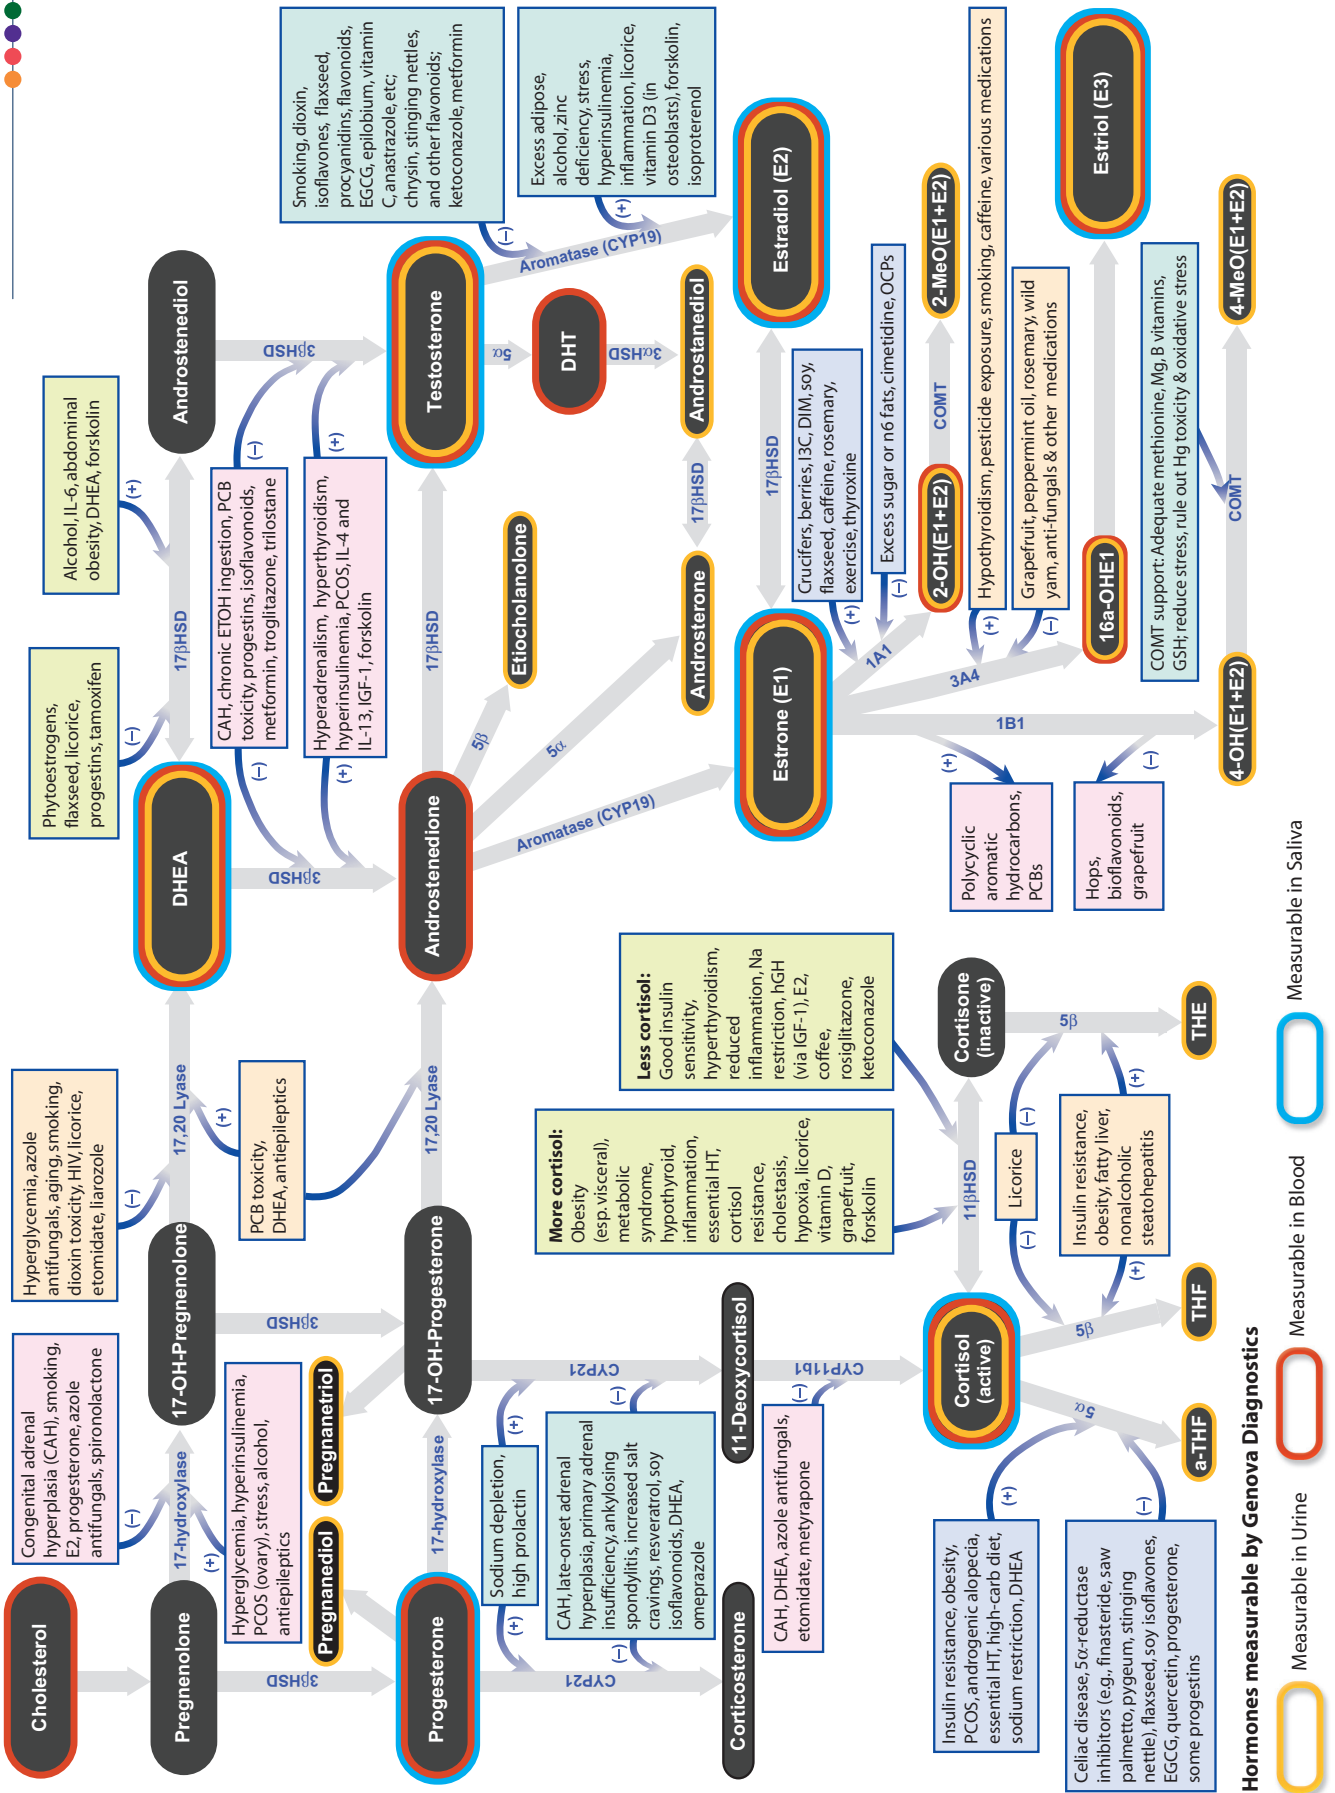 Cholesterol
Pregnenolone
17-hydroxylase
17-OH-Pregnenolone
17,20 Lyase
DHEA
17βHSD
Androstenediol
Congenital adrenal
hyperplasia (CAH), smoking,
E2, progesterone, azole
antifungals, spironolactone
(–)
Hyperglycemia, hyperinsulinemia,
PCOS (ovary), stress, alcohol,
antiepileptics
(+)
Hyperglycemia, azole
antifungals, aging, smoking,
dioxin toxicity, HIV, licorice,
etomidate, liarozole
(–)
PCB toxicity,
DHEA, antiepileptics
(+)
Phytoestrogens,
flaxseed, licorice,
progestins, tamoxifen
(–)
Alcohol, IL-6, abdominal
obesity, DHEA, forskolin
(+)
CAH, chronic ETOH ingestion, PCB
toxicity, progestins, isoflavonoids,
metformin, troglitazone, trilostane
(–)
(–)
Hyperadrenalism, hyperthyroidism,
hyperinsulinemia, PCOS, IL-4 and
IL-13, IGF-1, forskolin
(+)
(+)
3βHSD
3βHSD
3βHSD
3βHSD
Pregnanediol
Pregnanetriol
Progesterone
17-hydroxylase
17-OH-Progesterone
17,20 Lyase
Androstenedione
17βHSD
Testosterone
Smoking, dioxin,
isoflavones, flaxseed,
procyanidins, flavonoids,
EGCG, epilobium, vitamin
C, anastrazole, etc;
chrysin, stinging nettles,
and other flavonoids;
ketoconazole, metformin
(–)
Aromatase (CYP19)
Excess adipose,
alcohol, zinc
deficiency, stress,
hyperinsulinemia,
inflammation, licorice,
vitamin D3 (in
osteoblasts), forskolin,
isoproterenol
(+)
5α
DHT
3αHSD
Androstanediol
17βHSD
Androsterone
5β
Etiocholanolone
5α
Aromatase (CYP19)
Sodium depletion,
high prolactin
(+)
(+)
CAH, late-onset adrenal
hyperplasia, primary adrenal
insufficiency, ankylosing
spondylitis, increased salt
cravings, resveratrol, soy
isoflavonoids, DHEA,
omeprazole
(–)
(–)
CYP21
CYP21
Corticosterone
11-Deoxycortisol
CAH, DHEA, azole antifungals,
etomidate, metyrapone
(–)
CYP11b1
More cortisol:
Obesity
(esp. visceral),
metabolic
syndrome,
hypothyroid,
inflammation,
essential HT,
cortisol
resistance,
cholestasis,
hypoxia, licorice,
vitamin D,
grapefruit,
forskolin
Less cortisol:
Good insulin
sensitivity,
hyperthyroidism,
reduced
inflammation, Na
restriction, hGH
(via IGF-1), E2,
coffee,
rosiglitazone,
ketoconazole
Cortisol
(active)
11βHSD
Cortisone
(inactive)
Licorice
(–)
(–)
Insulin resistance,
obesity, fatty liver,
nonalcoholic
steatohepatitis
(+)
(+)
5α
5β
5β
a-THF
THF
THE
Insulin resistance, obesity,
PCOS, androgenic alopecia,
essential HT, high-carb diet,
sodium restriction, DHEA
(+)
Celiac disease, 5α-reductase
inhibitors (e.g., finasteride, saw
palmetto, pygeum, stinging
nettle), flaxseed, soy isoflavones,
EGCG, quercetin, progesterone,
some progestins
(–)
Estrone (E1)
17βHSD
Estradiol (E2)
Crucifers, berries, I3C, DIM, soy,
flaxseed, caffeine, rosemary,
exercise, thyroxine
(+)
Excess sugar or n6 fats, cimetidine, OCPs
(–)
1A1
2-OH(E1+E2)
COMT
2-MeO(E1+E2)
Hypothyroidism, pesticide exposure, smoking, caffeine, various medications
(+)
Grapefruit, peppermint oil, rosemary, wild
yam, anti-fungals & other medications
(–)
3A4
16a-OHE1
Estriol (E3)
1B1
Polycyclic
aromatic
hydrocarbons,
PCBs
(+)
Hops,
bioflavonoids,
grapefruit
(–)
COMT support: Adequate methionine, Mg, B vitamins,
GSH; reduce stress, rule out Hg toxicity & oxidative stress
4-OH(E1+E2)
COMT
4-MeO(E1+E2)
Hormones measurable by Genova Diagnostics
Measurable in Urine
Measurable in Blood
Measurable in Saliva